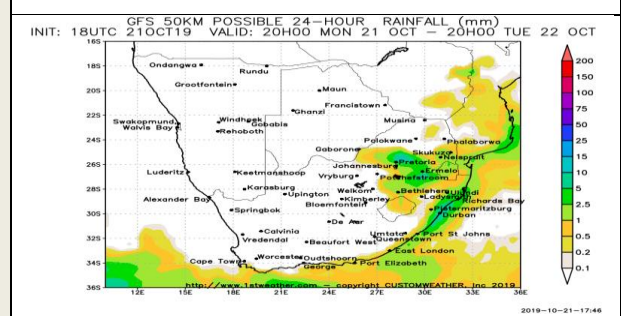 GFS 50KM POSSIBLE 24-HOUR RAINFALL (mm)
INIT: 18UTC 21OCT19 VALID: 20H00 MON 21 OCT - 20H00 TUE 22 OCT
16S
Ondangwa
Rundu
18S
Grootfontein
Maun
20S
Francistown
Ghanzi
22S
Windhoek
Gobabis
Swakopmund
Walvis Bay
Rehoboth
Musina
24S
Polokwane
Phalaborwa
Gaborone
Skukuza
Nelspruit
26S
Johannesburg
Pretoria
Luderitz
Keetmanshoop
Vryburg
Potchefstroom
Ermelo
28S
Karasburg
Upington
Welkom
Bethlehem
Ulundi
Alexander Bay
Kimberley
Ladysmith
Richards Bay
Bloemfontein
Pietermaritzburg
30S
Springbok
Durban
De Aar
Calvinia
Umtata
Port St Johns
32S
Vredendal
Beaufort West
Queenstown
East London
Cape Town
Worcester
Oudtshoorn
34S
George
Port Elizabeth
http://www.1stweather.com - copyright CUSTOMWEATHER, Inc 2019
36S
12E 15E 18E 21E 24E 27E 30E 33E 36E
200
150
100
75
50
25
15
10
5
2.5
1
0.5
0.2
0.1
2019-10-21-17:46